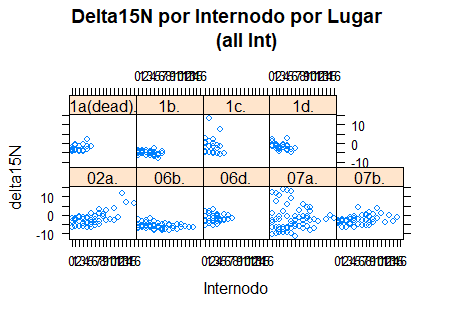 Delta15N por Internodo por Lugar
(all Int)
1a(dead). 1b. 1c. 1d.
10
0
-10
02a. 06b. 06d. 07a. 07b.
10
0
-10
delta15N
Internodo